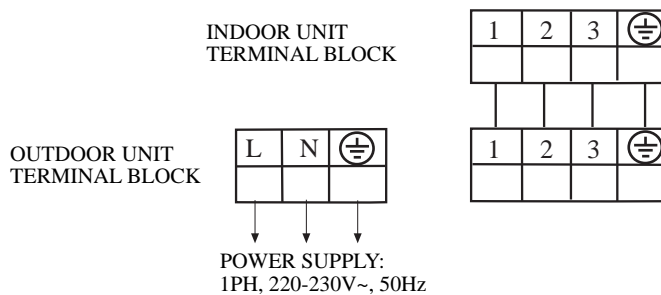 INDOOR UNIT
TERMINAL BLOCK
1 2 3
OUTDOOR UNIT
TERMINAL BLOCK
L N
1 2 3
POWER SUPPLY:
1PH, 220-230V~, 50Hz